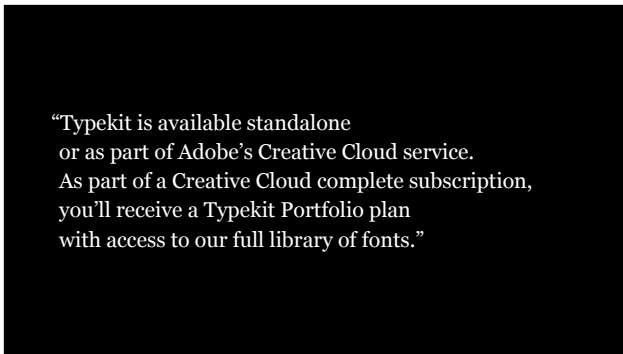 “Typekit is available standalone
or as part of Adobe’s Creative Cloud service.
As part of a Creative Cloud complete subscription,
you’ll receive a Typekit Portfolio plan
with access to our full library of fonts.”